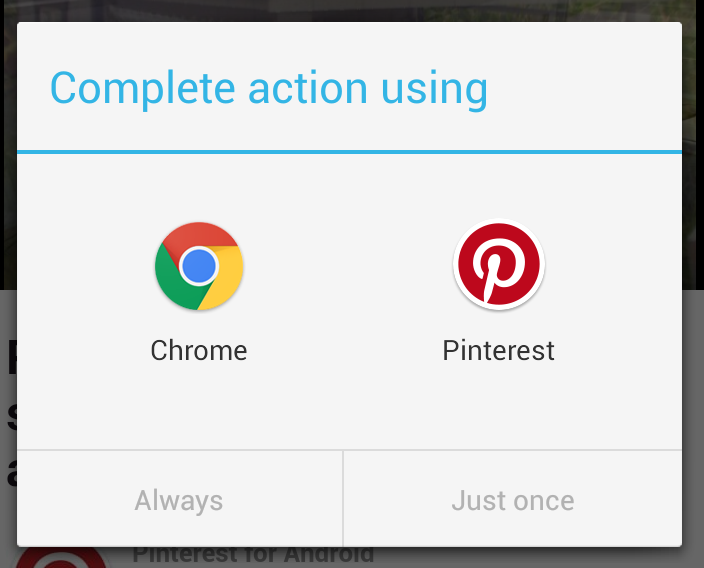 Complete action using
Chrome
Pinterest
Always
Just once
Pinterest for Android